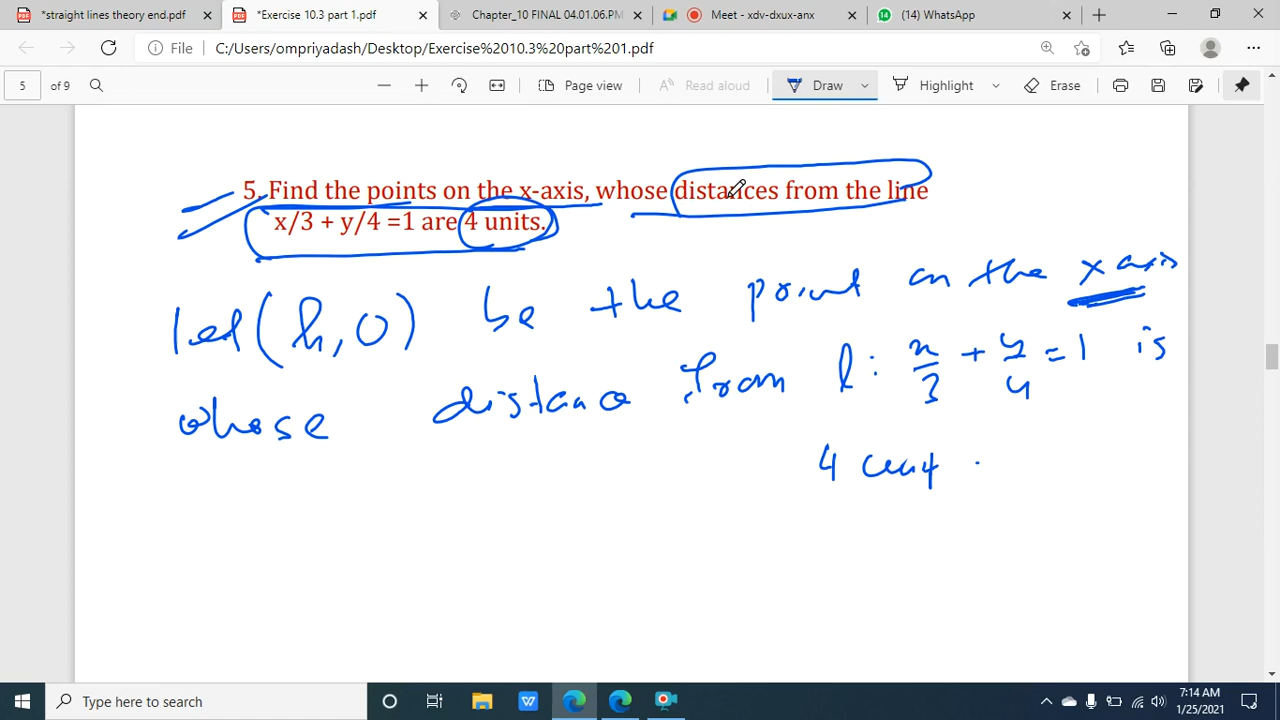 *straight lines theory end.pdf
*Exercise 10.3 part 1.pdf
Chapter_10 FINAL 04.01.06.PM
Meet - xdv-dxux-anx
(14) WhatsApp
File C:/Users/ompriyadash/Desktop/Exercise%2010.3%20part%201.pdf
5 of 9
Page view
Read aloud
Draw
Highlight
Erase
5. Find the points on the x-axis, whose distances from the line
x/3 + y/4 =1 are 4 units.
let (h, 0) be the point on the x axis
whose distance from l: x/3 + y/4 = 1 is
4 unit .
Type here to search
7:14 AM
1/25/2021